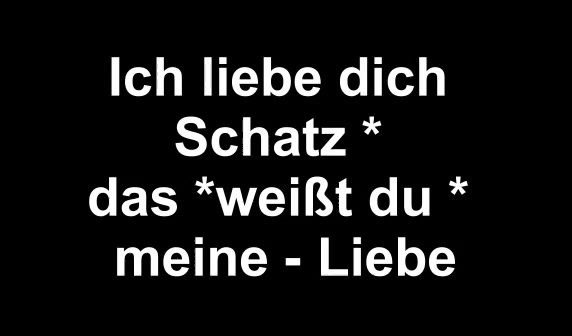 Ich liebe dich
Schatz *
das *weißt du *
meine - Liebe